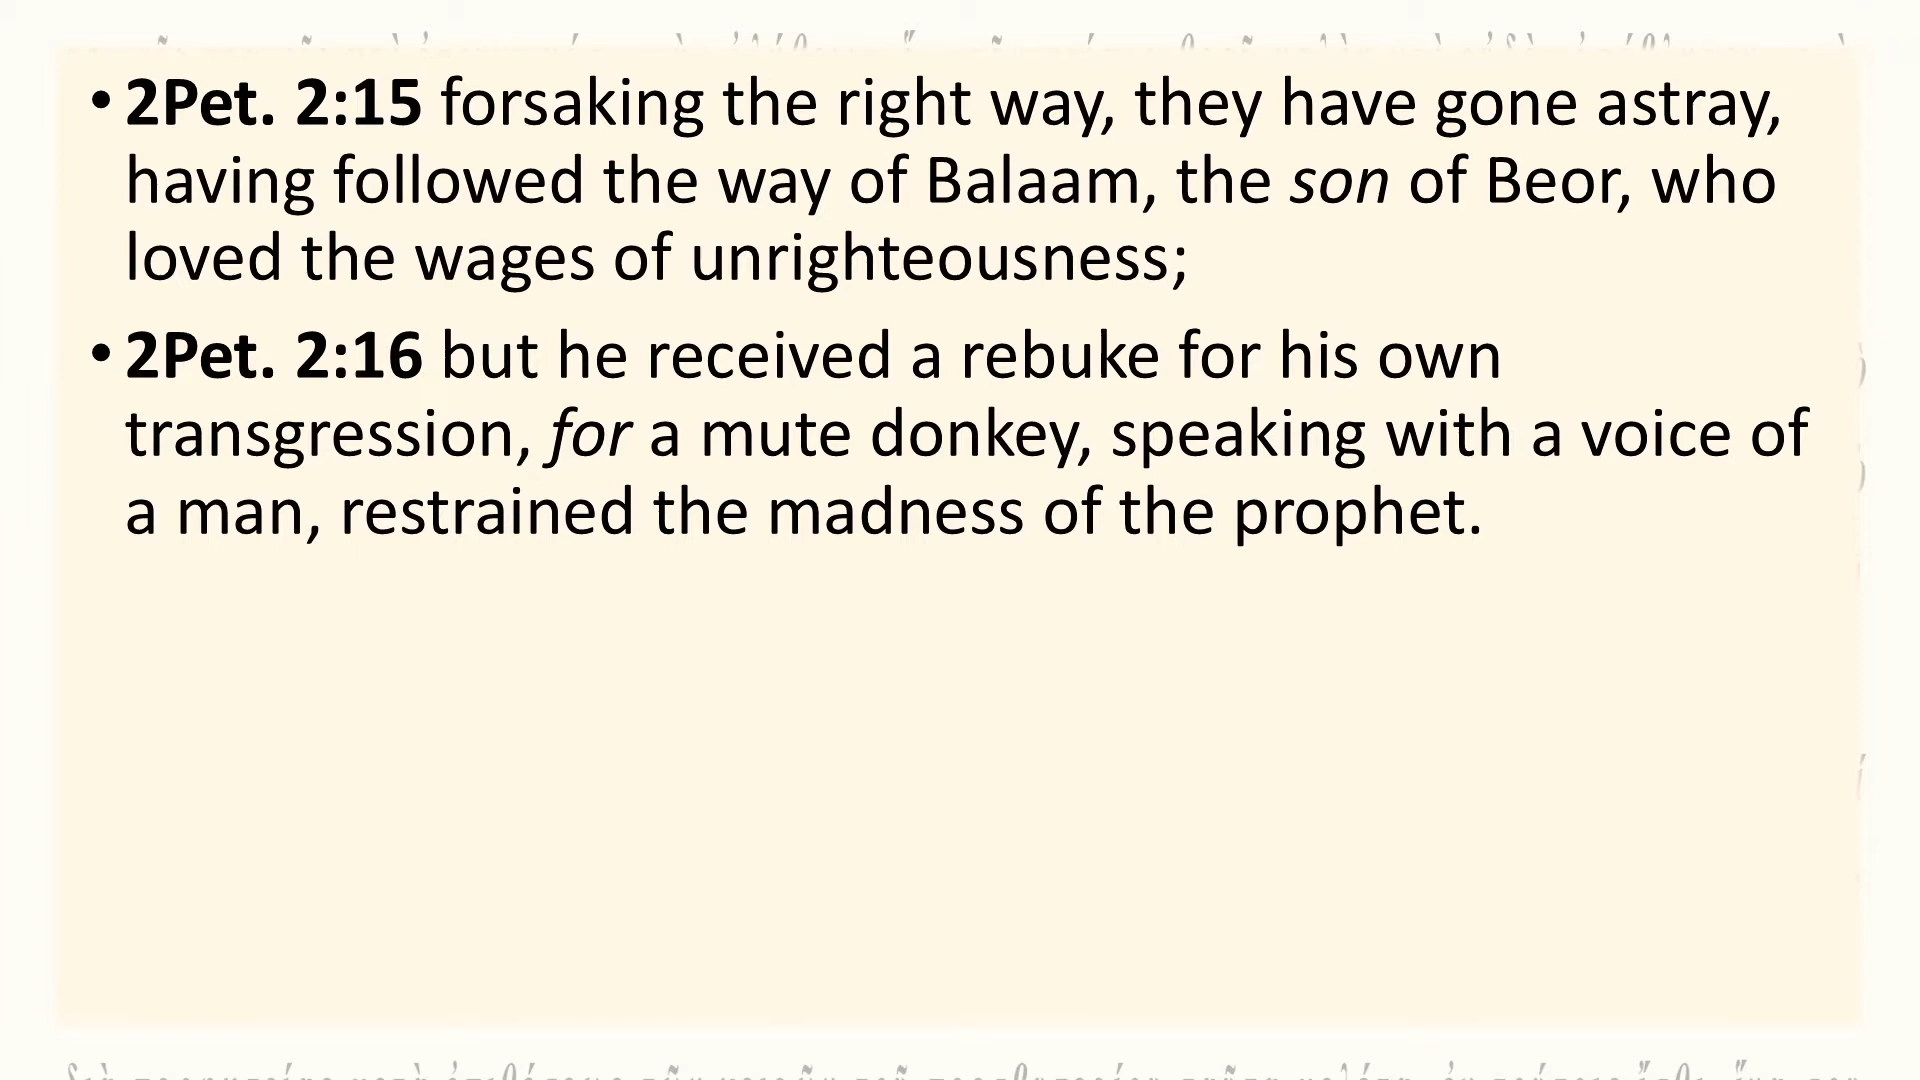 • 2Pet. 2:15 forsaking the right way, they have gone astray,
having followed the way of Balaam, the son of Beor, who
loved the wages of unrighteousness;
• 2Pet. 2:16 but he received a rebuke for his own
transgression, for a mute donkey, speaking with a voice of
a man, restrained the madness of the prophet.